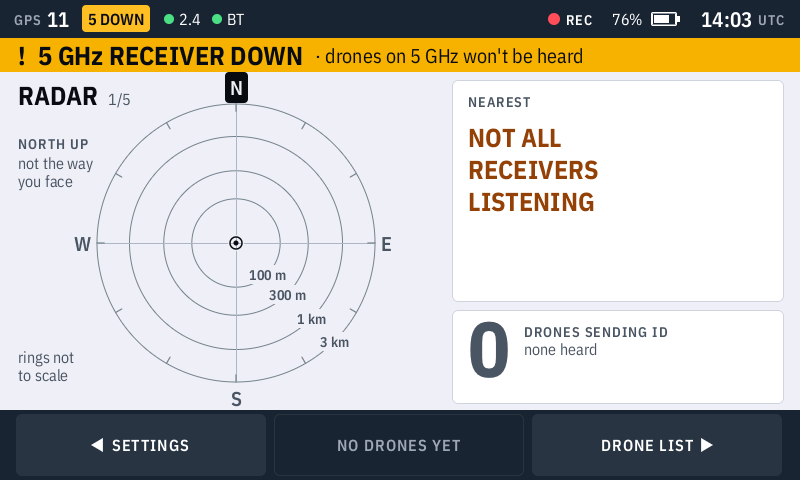 GPS 11 5 DOWN 2.4 BT REC 76% 14:03 UTC
! 5 GHz RECEIVER DOWN · drones on 5 GHz won't be heard
RADAR 1/5
N
NORTH UP
not the way
you face
W
E
100 m
300 m
1 km
3 km
rings not
to scale
S
NEAREST
NOT ALL
RECEIVERS
LISTENING
0
DRONES SENDING ID
none heard
SETTINGS
NO DRONES YET
DRONE LIST